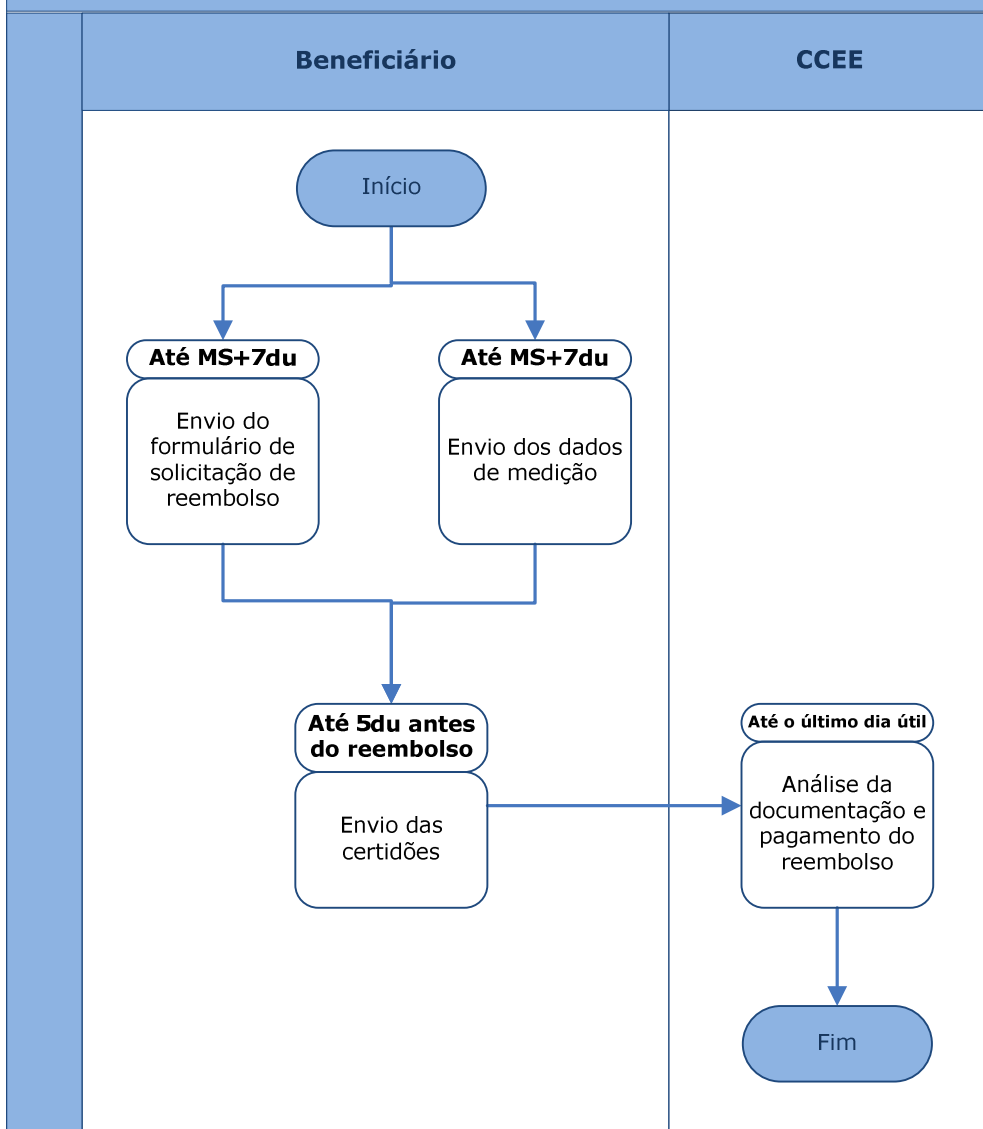 Beneficiário
CCEE
Início
Até MS+7du
Envio do
formulário de
solicitação de
reembolso
Até MS+7du
Envio dos dados
de medição
Até 5du antes
do reembolso
Envio das
certidões
Até o último dia útil
Análise da
documentação e
pagamento do
reembolso
Fim